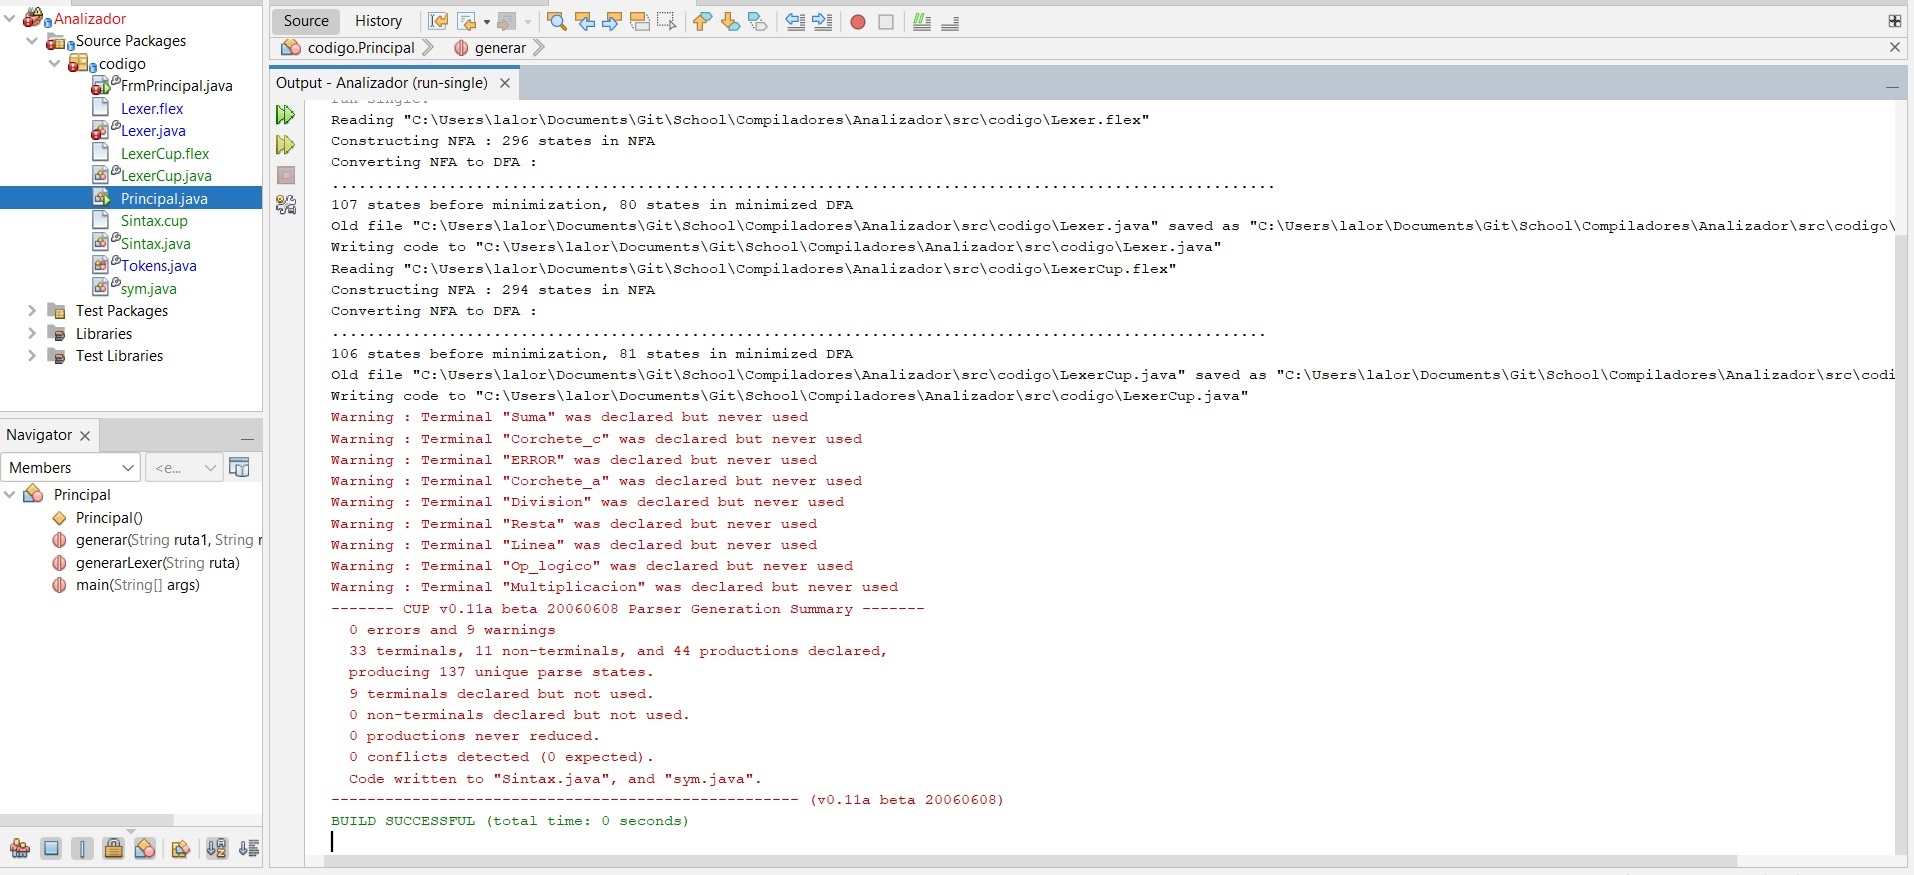 Analizador
Source Packages
codigo
FrmPrincipal.java
Lexer.flex
Lexer.java
LexerCup.flex
LexerCup.java
Principal.java
Sintax.cup
Sintax.java
Tokens.java
sym.java
Test Packages
Libraries
Test Libraries
Navigator
Members
<e...
Principal
Principal()
generar(String ruta1, String r
generarLexer(String ruta)
main(String[] args)
Source History
codigo.Principal generar
Output - Analizador (run-single)
run-single:
Reading "C:\Users\lalor\Documents\Git\School\Compiladores\Analizador\src\codigo\Lexer.flex"
Constructing NFA : 296 states in NFA
Converting NFA to DFA :
.........................................................................................................
107 states before minimization, 80 states in minimized DFA
Old file "C:\Users\lalor\Documents\Git\School\Compiladores\Analizador\src\codigo\Lexer.java" saved as "C:\Users\lalor\Documents\Git\School\Compiladores\Analizador\src\codigo\
Writing code to "C:\Users\lalor\Documents\Git\School\Compiladores\Analizador\src\codigo\Lexer.java"
Reading "C:\Users\lalor\Documents\Git\School\Compiladores\Analizador\src\codigo\LexerCup.flex"
Constructing NFA : 294 states in NFA
Converting NFA to DFA :
........................................................................................................
106 states before minimization, 81 states in minimized DFA
Old file "C:\Users\lalor\Documents\Git\School\Compiladores\Analizador\src\codigo\LexerCup.java" saved as "C:\Users\lalor\Documents\Git\School\Compiladores\Analizador\src\codi
Writing code to "C:\Users\lalor\Documents\Git\School\Compiladores\Analizador\src\codigo\LexerCup.java"
Warning : Terminal "Suma" was declared but never used
Warning : Terminal "Corchete_c" was declared but never used
Warning : Terminal "ERROR" was declared but never used
Warning : Terminal "Corchete_a" was declared but never used
Warning : Terminal "Division" was declared but never used
Warning : Terminal "Resta" was declared but never used
Warning : Terminal "Linea" was declared but never used
Warning : Terminal "Op_logico" was declared but never used
Warning : Terminal "Multiplicacion" was declared but never used
------- CUP v0.11a beta 20060608 Parser Generation Summary -------
0 errors and 9 warnings
33 terminals, 11 non-terminals, and 44 productions declared,
producing 137 unique parse states.
9 terminals declared but not used.
0 non-terminals declared but not used.
0 productions never reduced.
0 conflicts detected (0 expected).
Code written to "Sintax.java", and "sym.java".
---------------------------------------------------- (v0.11a beta 20060608)
BUILD SUCCESSFUL (total time: 0 seconds)